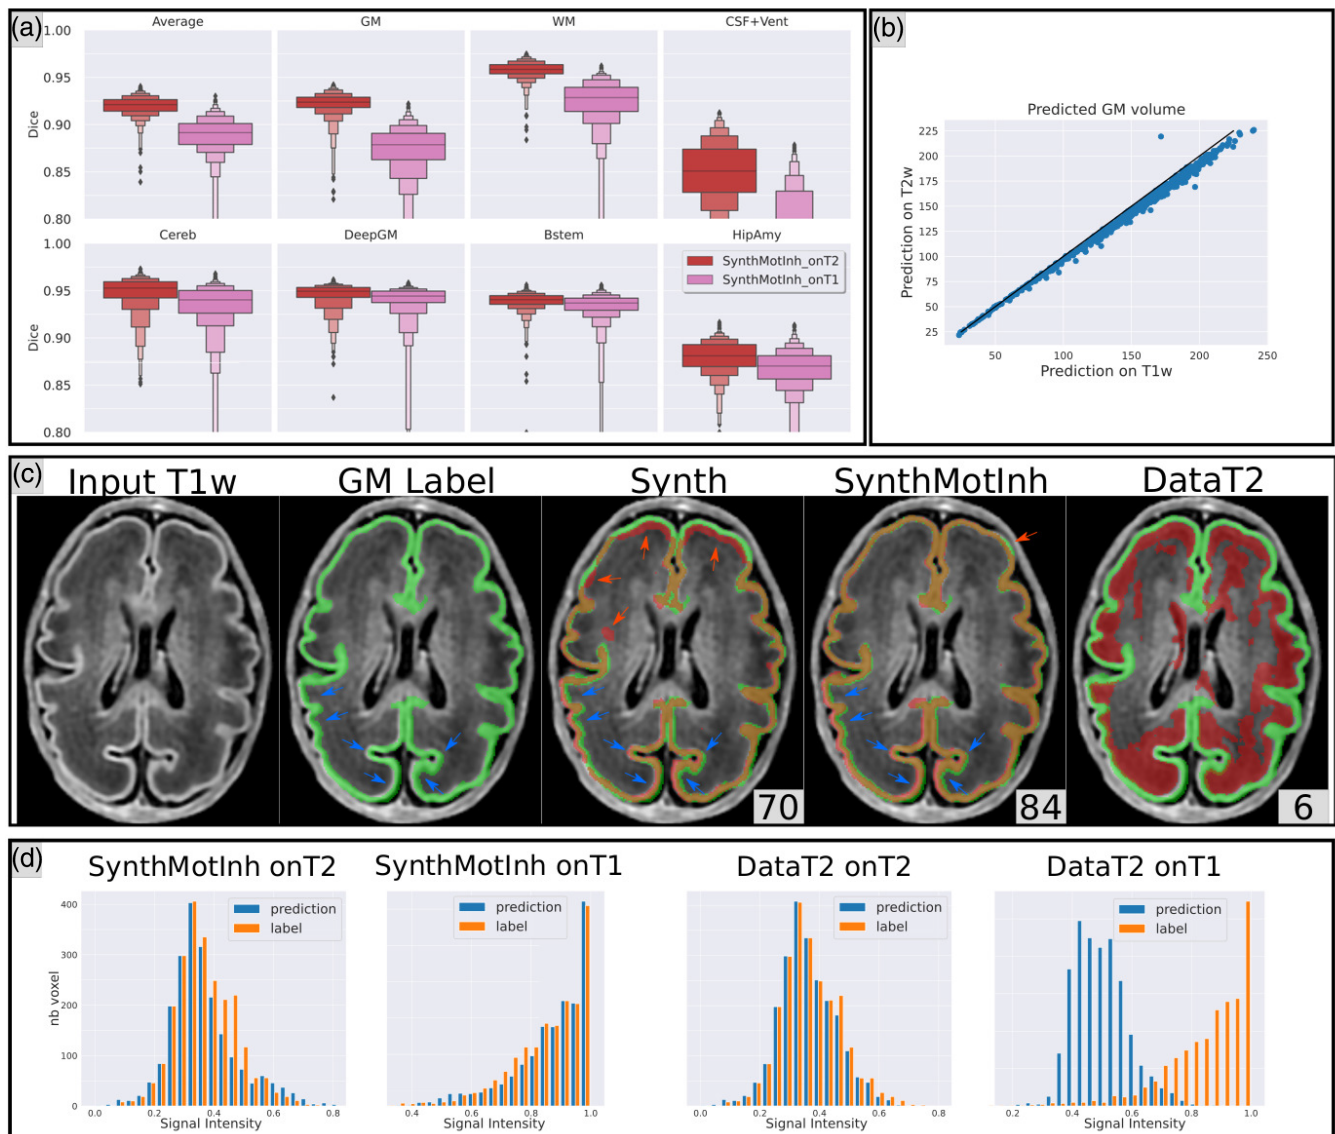 (a)
Average GM WM CSF+Vent
1.00
0.95
0.90
0.85
0.80
Dice
Cereb DeepGM Bstem HipAmy
1.00
0.95
0.90
0.85
0.80
Dice
SynthMotInh_onT2
SynthMotInh_onT1
(b)
Predicted GM volume
225
200
175
150
125
100
75
50
25
Prediction on T2w
50 100 150 200 250
Prediction on T1w
(c)
Input T1w GM Label Synth SynthMotInh DataT2
70 84 6
(d)
SynthMotInh onT2 SynthMotInh onT1 DataT2 onT2 DataT2 onT1
prediction
label
prediction
label
prediction
label
prediction
label
400
300
200
100
0
nb voxel
0.0 0.2 0.4 0.6 0.8
Signal Intensity
0.4 0.6 0.8 1.0
Signal Intensity
0.0 0.2 0.4 0.6 0.8
Signal Intensity
0.2 0.4 0.6 0.8 1.0
Signal Intensity